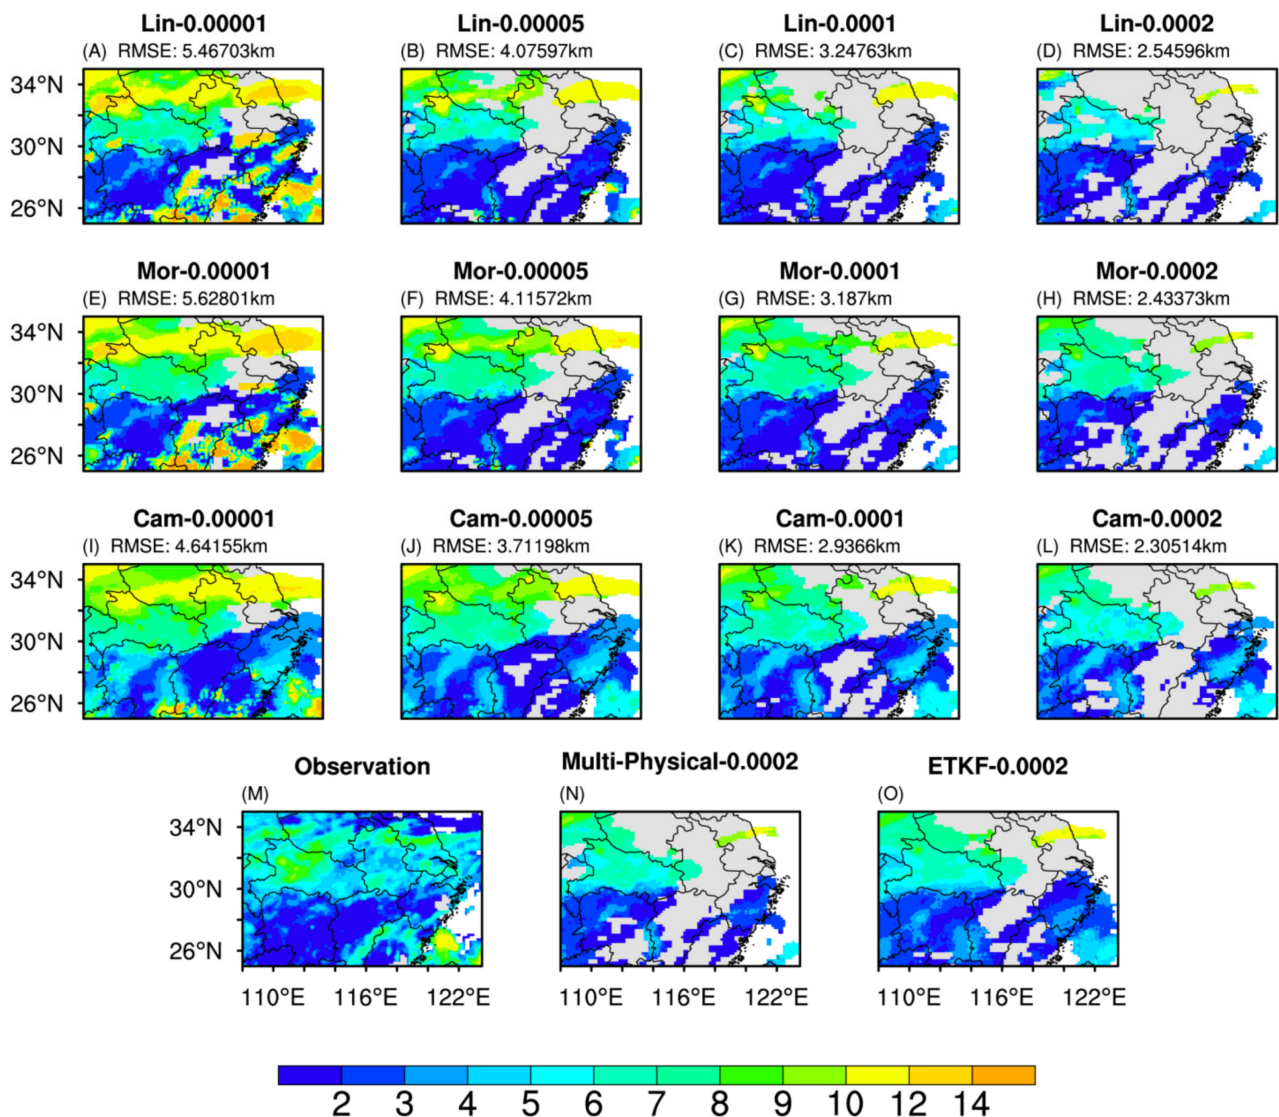 Lin-0.00001 Lin-0.00005 Lin-0.0001 Lin-0.0002
(A) RMSE: 5.46703km (B) RMSE: 4.07597km (C) RMSE: 3.24763km (D) RMSE: 2.54596km
34°N
30°N
26°N
Mor-0.00001 Mor-0.00005 Mor-0.0001 Mor-0.0002
(E) RMSE: 5.62801km (F) RMSE: 4.11572km (G) RMSE: 3.187km (H) RMSE: 2.43373km
34°N
30°N
26°N
Cam-0.00001 Cam-0.00005 Cam-0.0001 Cam-0.0002
(I) RMSE: 4.64155km (J) RMSE: 3.71198km (K) RMSE: 2.9366km (L) RMSE: 2.30514km
34°N
30°N
26°N
Observation Multi-Physical-0.0002 ETKF-0.0002
(M) (N) (O)
34°N
30°N
26°N
110°E 116°E 122°E 110°E 116°E 122°E 110°E 116°E 122°E
2 3 4 5 6 7 8 9 10 12 14